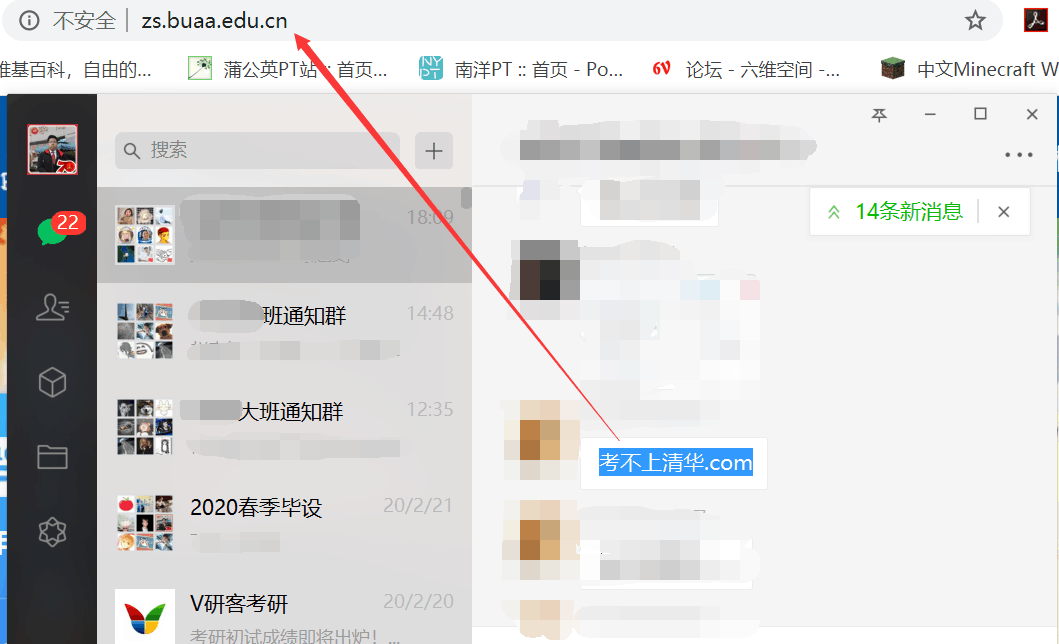 不安全 zs.buaa.edu.cn
维基百科，自由的... 蒲公英PT站 :: 首页... NYPT 南洋PT :: 首页 - Po... 6V 论坛 - 六维空间 -... 中文Minecraft W
搜索
22
18:09
14条新消息
班通知群 14:48
大班通知群 12:35
考不上清华.com
2020春季毕设 20/2/21
V研客考研 20/2/20
考研初试成绩即将出炉！...